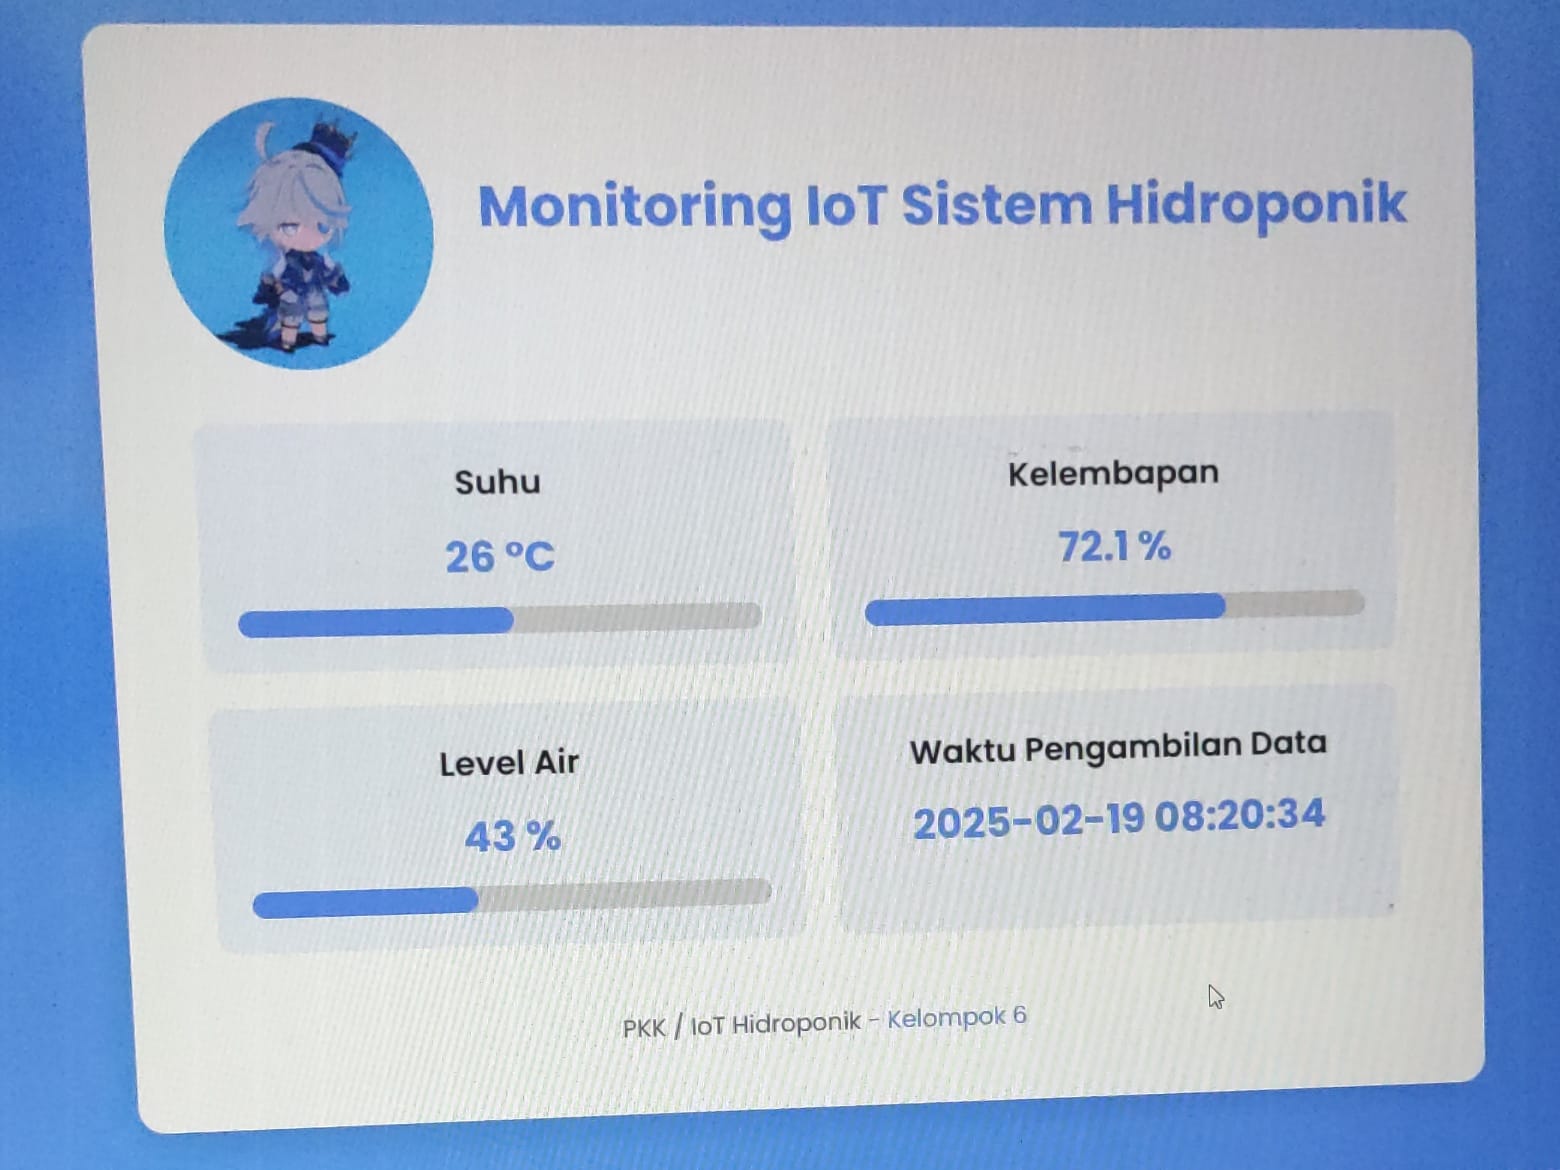 Monitoring IoT Sistem Hidroponik
Suhu
26 °C
Kelembapan
72.1 %
Level Air
43 %
Waktu Pengambilan Data
2025-02-19 08:20:34
PKK / IoT Hidroponik - Kelompok 6